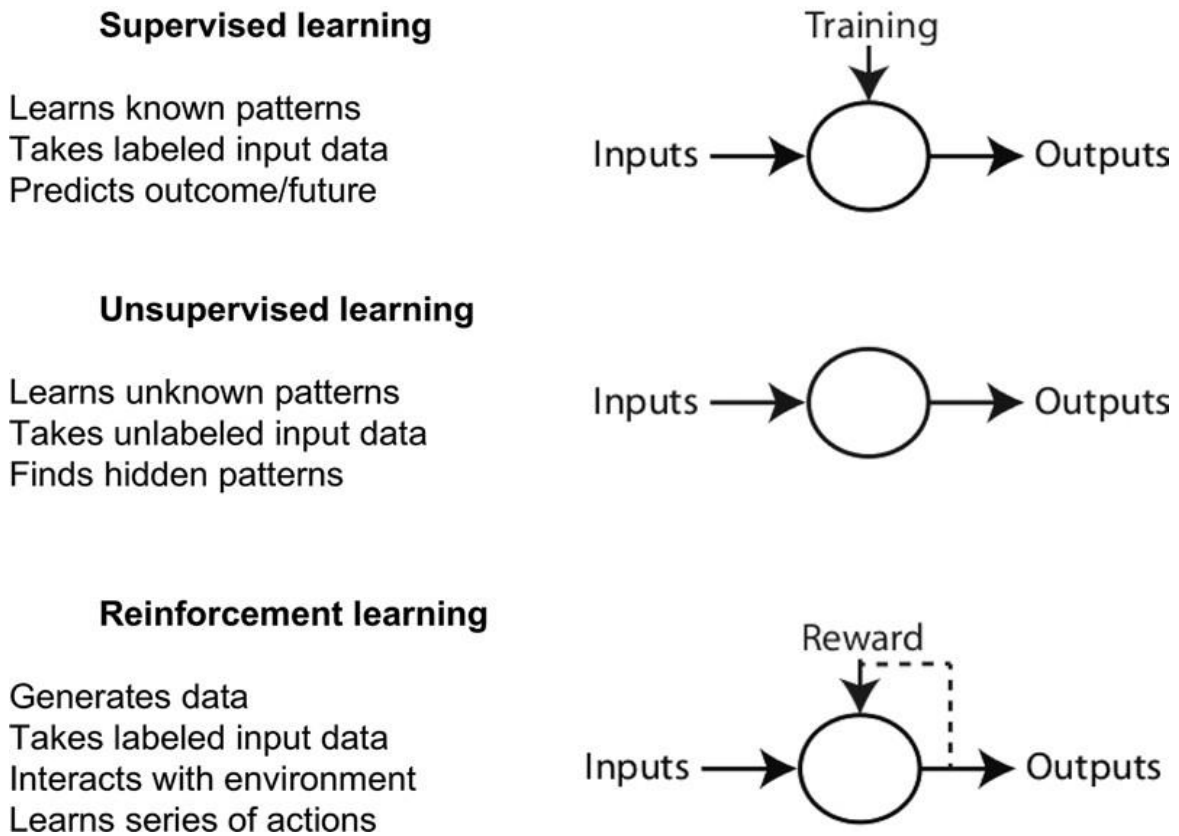 Supervised learning
Learns known patterns
Takes labeled input data
Predicts outcome/future
Training
Inputs
Outputs
Unsupervised learning
Learns unknown patterns
Takes unlabeled input data
Finds hidden patterns
Inputs
Outputs
Reinforcement learning
Generates data
Takes labeled input data
Interacts with environment
Learns series of actions
Reward
Inputs
Outputs